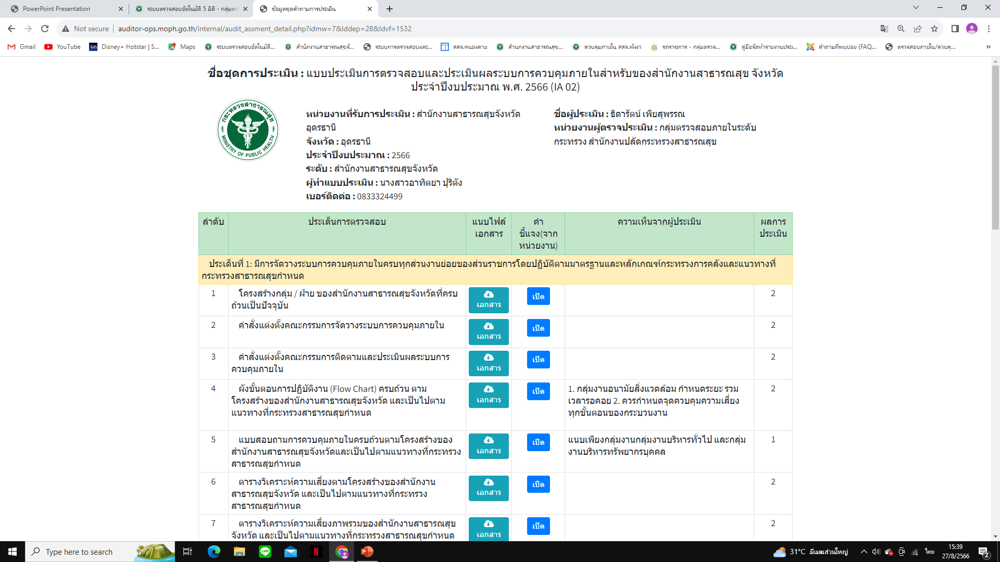 PowerPoint Presentation
ระบบตรวจสอบอัตโนมัติ 5 มิติ - กลุ่มตร
ข้อมูลชุดคำถามการประเมิน
Not secure
auditor-ops.moph.go.th/internal/audit_assment_detail.php?idmw=7&Iddep=28&Idvf=1532
Gmail
YouTube
Disney+ Hotstar | S...
Maps
ระบบตรวจสอบอัตโนมัติ...
สำนักงานสาธารณสุขจั...
ระบบการตรวจสอบและ...
สสจ.หนองคาย
สำนกงานสาธารณสุข...
ควบคุมภายใน สสจ.พังงา
รถราชการ - กลุ่มตรวจ...
คู่มือจัดทำรายงานประ...
คำถามที่พบบ่อย (FAQ...
ตรวจสอบภายใน/ควบคุ...
ชื่อชุดการประเมิน : แบบประเมินการตรวจสอบและประเมินผลระบบการควบคุมภายในสำหรับของสำนักงานสาธารณสุข จังหวัด
ประจำปีงบประมาณ พ.ศ. 2566 (IA 02)
กระทรวงสาธารณสุข
MINISTRY OF PUBLIC HEALTH
หน่วยงานที่รับการประเมิน : สำนักงานสาธารณสุขจังหวัด
อุดรธานี
จังหวัด : อุดรธานี
ประจำปีงบประมาณ : 2566
ระดับ : สำนักงานสาธารณสุขจังหวัด
ผู้ทำแบบประเมิน : นางสาวอาทิตยา ปุริตัง
เบอร์ติดต่อ : 0833324499
ชื่อผู้ประเมิน : ธิดารัตน์ เพียสุพรรณ
หน่วยงานผู้ตรวจประเมิน : กลุ่มตรวจสอบภายในระดับ
กระทรวง สำนักงานปลัดกระทรวงสาธารณสุข
ลำดับ
ประเด็นการตรวจสอบ
แนบไฟล์
เอกสาร
คำ
ชี้แจง(จาก
หน่วยงาน)
ความเห็นจากผู้ประเมิน
ผลการ
ประเมิน
ประเด็นที่ 1: มีการจัดวางระบบการควบคุมภายในครบทุกส่วนงานย่อยของส่วนราชการโดยปฏิบัติตามมาตรฐานและหลักเกณฑ์กระทรวงการคลังและแนวทางที่
กระทรวงสาธารณสุขกำหนด
1
โครงสร้างกลุ่ม / ฝ่าย ของสำนักงานสาธารณสุขจังหวัดที่ครบ
ถ้วนเป็นปัจจุบัน
เอกสาร
เปิด
2
2
คำสั่งแต่งตั้งคณะกรรมการจัดวางระบบการควบคุมภายใน
เอกสาร
เปิด
2
3
คำสั่งแต่งตั้งคณะกรรมการติดตามและประเมินผลระบบการ
ควบคุมภายใน
เอกสาร
เปิด
2
4
ผังขั้นตอนการปฏิบัติงาน (Flow Chart) ครบถ้วน ตาม
โครงสร้างของสำนักงานสาธารณสุขจังหวัด และเป็นไปตาม
แนวทางที่กระทรวงสาธารณสุขกำหนด
เอกสาร
เปิด
1. กลุ่มงานอนามัยสิ่งแวดล้อม กำหนดระยะ รวม
เวลารอคอย 2. ควรกำหนดจุดควบคุมความเสี่ยง
ทุกขั้นตอนของกระบวนงาน
2
5
แบบสอบถามการควบคุมภายในครบถ้วนตามโครงสร้างของ
สำนักงานสาธารณสุขจังหวัดและเป็นไปตามแนวทางที่กระทรวง
สาธารณสุขกำหนด
เอกสาร
เปิด
แนบเพียงกลุ่มงานกลุ่มงานบริหารทั่วไป และกลุ่ม
งานบริหารทรัพยากรบุคคล
1
6
ตารางวิเคราะห์ความเสี่ยงตามโครงสร้างของสำนักงาน
สาธารณสุขจังหวัด และเป็นไปตามแนวทางที่กระทรวง
สาธารณสุขกำหนด
เอกสาร
เปิด
2
7
ตารางวิเคราะห์ความเสี่ยงภาพรวมของสำนักงานสาธารณสุข
จังหวัด และเป็นไปตามแนวทางที่กระทรวงสาธารณสุขกำหนด
เอกสาร
เปิด
2
Type here to search
31°C มีเมฆส่วนใหญ่
ไทย
15:39
27/8/2566
2